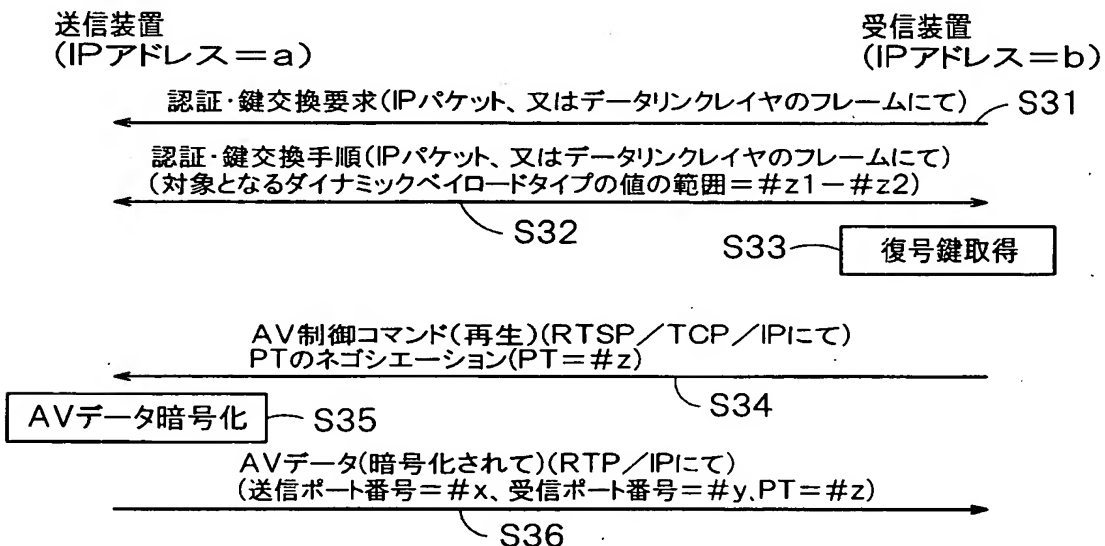 送信装置
(IPアドレス=a)
受信装置
(IPアドレス=b)
認証・鍵交換要求(IPパケット、又はデータリンクレイヤのフレームにて)
S31
認証・鍵交換手順(IPパケット、又はデータリンクレイヤのフレームにて)
(対象となるダイナミックペイロードタイプの値の範囲=#z1-#z2)
S32
S33
復号鍵取得
AV制御コマンド(再生)(RTSP/TCP/IPにて)
PTのネゴシエーション(PT=#z)
S34
AVデータ暗号化
S35
AVデータ(暗号化されて)(RTP/IPにて)
(送信ポート番号=#x、受信ポート番号=#y、PT=#z)
S36